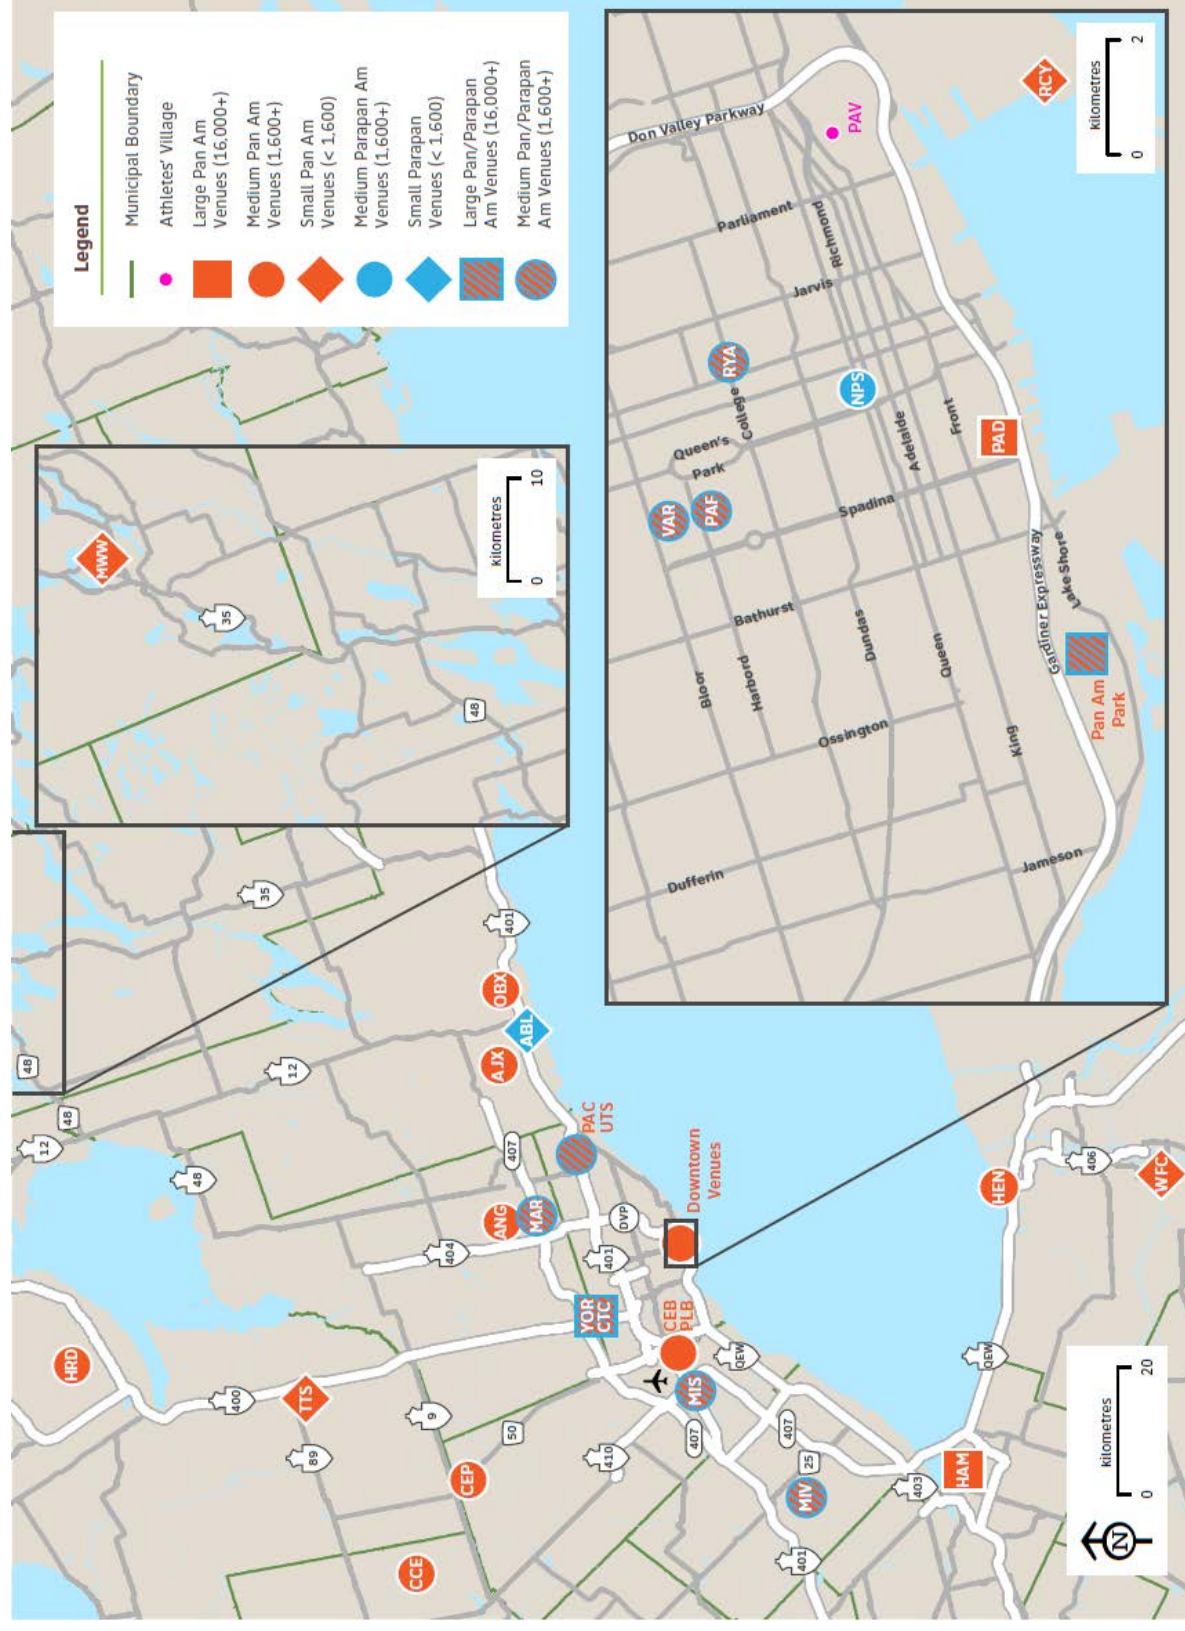 Legend
Municipal Boundary
Athletes' Village
Large Pan Am
Venues (16,000+)
Medium Pan Am
Venues (1,600+)
Small Pan Am
Venues (< 1,600)
Medium Parapan Am
Venues (1,600+)
Small Parapan
Venues (< 1,600)
Large Pan/Parapan
Am Venues (16,000+)
Medium Pan/Parapan
Am Venues (1,600+)
MWW
35
48
kilometres
0 10
HRD
TTS
CEP
CCE
400
89
9
50
410
404
12
48
48
12
48
35
401
OBX
ABL
AJX
407
PAC
UTS
ANG
MAR
DVP
401
YOR
CTC
CEB
PLB
Downtown
Venues
MIS
QEW
407
407
25
MIV
401
403
HAM
QEW
HEN
406
WFC
N
kilometres
0 20
Don Valley Parkway
PAV
RCY
Parliament
Richmond
Jarvis
RYA
NPS
College
Queen's
Park
VAR
PAF
Adelaide
Front
PAD
Spadina
Bathurst
Bloor
Harbord
Dundas
Queen
Ossington
King
Gardiner Expressway
Lake Shore
Pan Am
Park
Dufferin
Jameson
kilometres
0 2